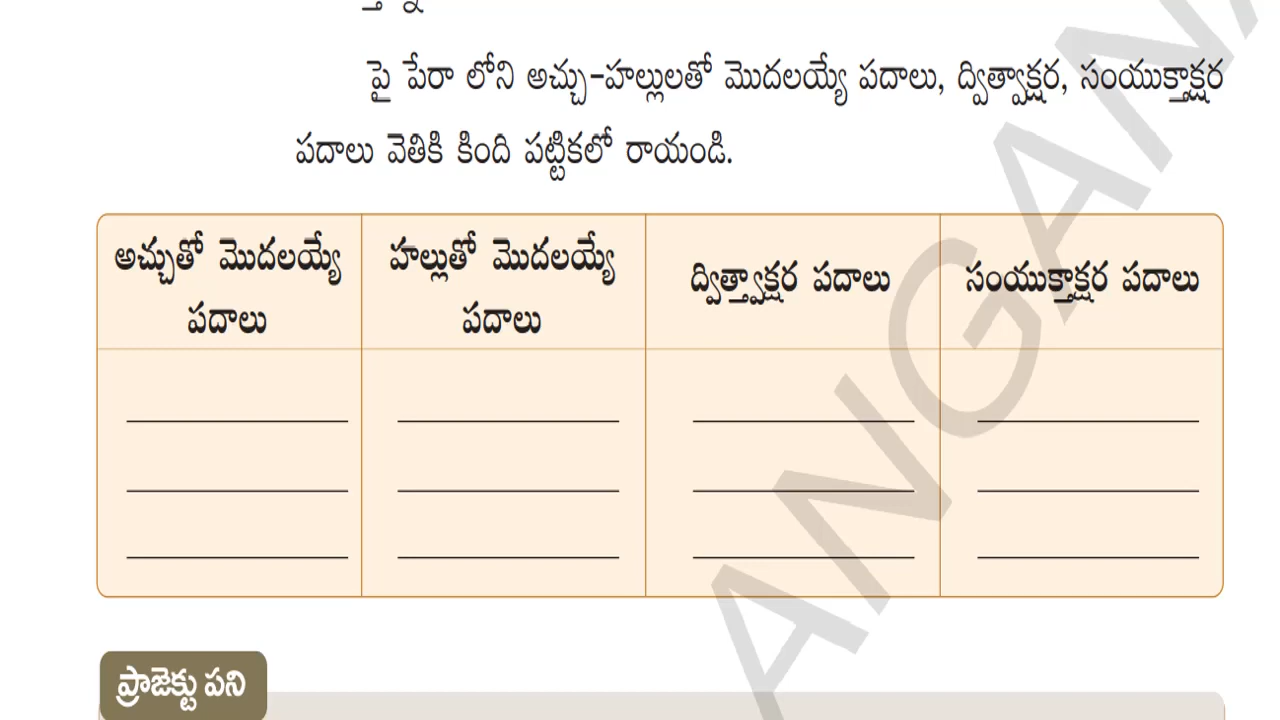 పై పేరా లోని అచ్చు-హల్లులతో మొదలయ్యే పదాలు, ద్విత్వాక్షర, సంయుక్తాక్షర
పదాలు వెతికి కింది పట్టికలో రాయండి.
అచ్చుతో మొదలయ్యే
పదాలు
హల్లుతో మొదలయ్యే
పదాలు
ద్విత్త్వాక్షర పదాలు
సంయుక్తాక్షర పదాలు
ప్రాజెక్టు పని